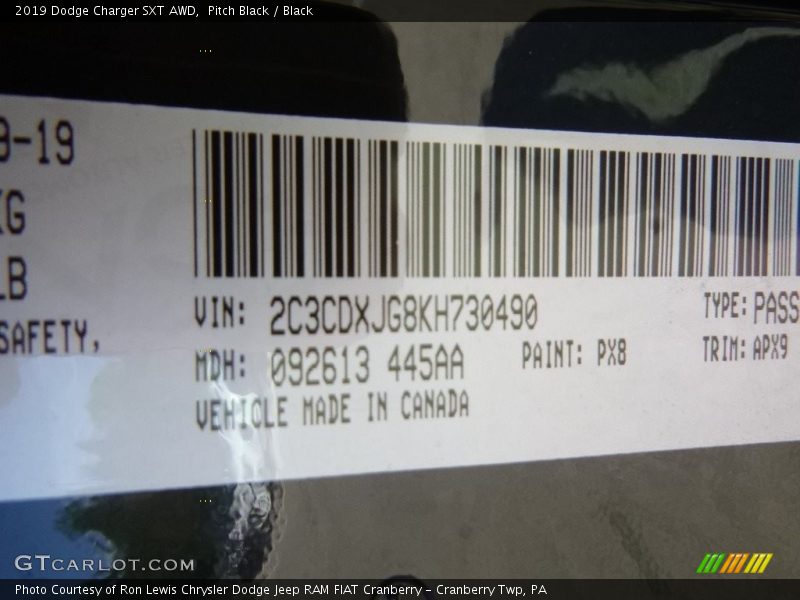 2019 Dodge Charger SXT AWD, Pitch Black / Black
-19
G
LB
SAFETY,
VIN: 2C3CDXJG8KH730490
TYPE: PASS
MDH: 092613 445AA
PAINT: PX8
TRIM: APX9
VEHICLE MADE IN CANADA
GTCARLOT.COM
Photo Courtesy of Ron Lewis Chrysler Dodge Jeep RAM FIAT Cranberry – Cranberry Twp, PA